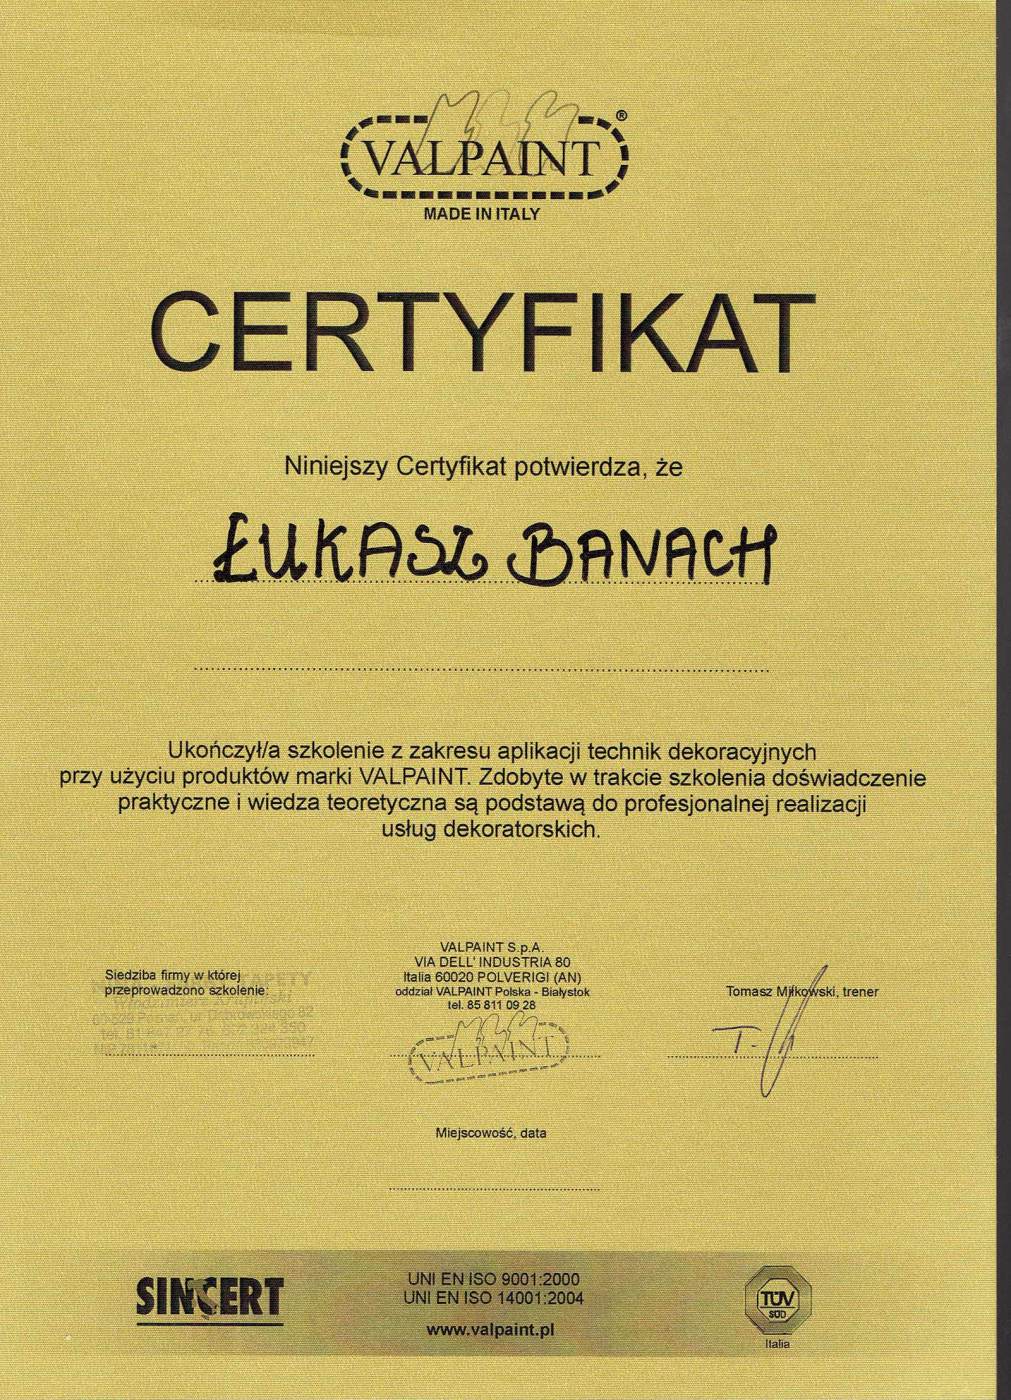 VALPAINT®
MADE IN ITALY
CERTYFIKAT
Niniejszy Certyfikat potwierdza, że
ŁUKASZ BANACH
Ukończył/a szkolenie z zakresu aplikacji technik dekoracyjnych
przy użyciu produktów marki VALPAINT. Zdobyte w trakcie szkolenia doświadczenie
praktyczne i wiedza teoretyczna są podstawą do profesjonalnej realizacji
usług dekoratorskich.
Siedziba firmy w której
przeprowadzono szkolenie:
TAPETY
VALPAINT S.p.A.
VIA DELL' INDUSTRIA 80
Italia 60020 POLVERIGI (AN)
oddział VALPAINT Polska - Białystok
tel. 85 811 09 28
VALPAINT
Tomasz Miłkowski, trener
T.
Miejscowość, data
SINCERT
UNI EN ISO 9001:2000
UNI EN ISO 14001:2004
www.valpaint.pl
TÜV
SÜD
Italia